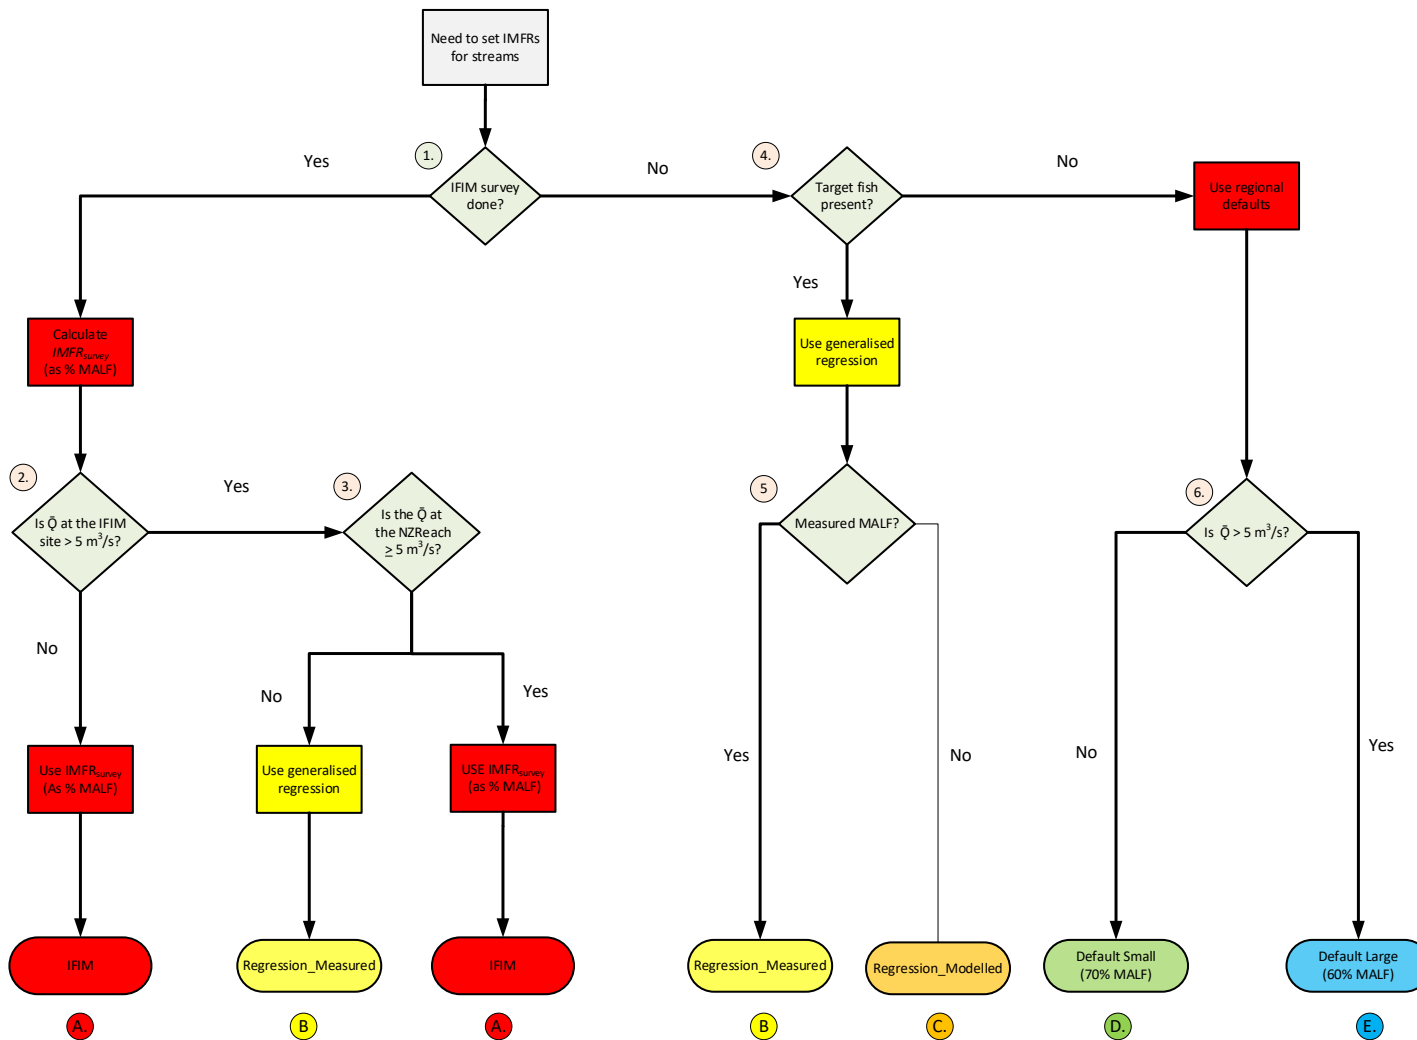 Need to set IMFRs
for streams
1.
Yes
IFIM survey
done?
No
4.
Target fish
present?
No
Use regional
defaults
Yes
Calculate
IMFRsurvey
(as % MALF)
Use generalised
regression
2.
Is Q̄ at the IFIM
site > 5 m³/s?
Yes
3.
Is the Q̄ at
the NZReach
≥ 5 m³/s?
5
Measured MALF?
6.
Is Q̄ > 5 m³/s?
No
No
Yes
Yes
No
No
Yes
Use IMFRsurvey
(As % MALF)
Use generalised
regression
USE IMFRsurvey
(as % MALF)
IFIM
Regression_Measured
IFIM
Regression_Measured
Regression_Modelled
Default Small
(70% MALF)
Default Large
(60% MALF)
A.
B
A.
B
C.
D.
E.